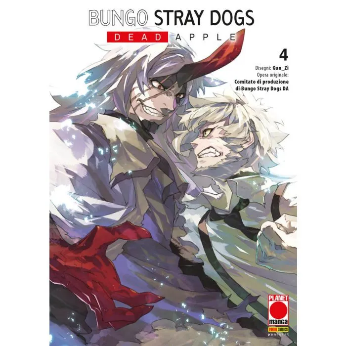 BUNGO STRAY DOGS
DEAD APPLE
4
Disegni: Gun_Zi
Opera originale:
Comitato di produzione
di Bungo Stray Dogs DA
PLANET
manga